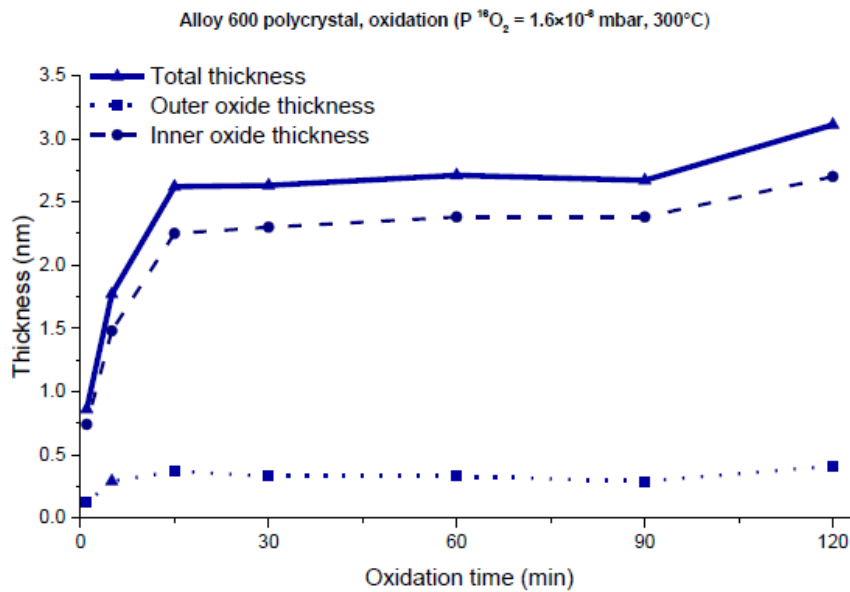 Alloy 600 polycrystal, oxidation (P ¹⁸O₂ = 1.6×10⁻⁶ mbar, 300°C)
3.5
Total thickness
Outer oxide thickness
3.0
Inner oxide thickness
2.5
2.0
1.5
1.0
0.5
0.0
Thickness (nm)
0 30 60 90 120
Oxidation time (min)